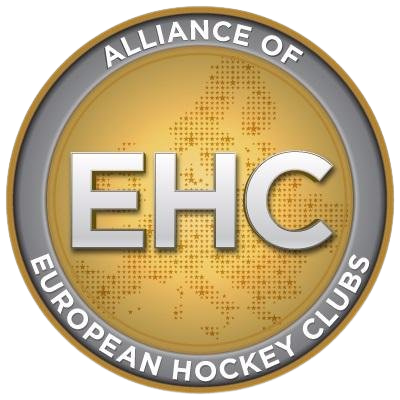 ALLIANCE OF
EHC
EUROPEAN HOCKEY CLUBS